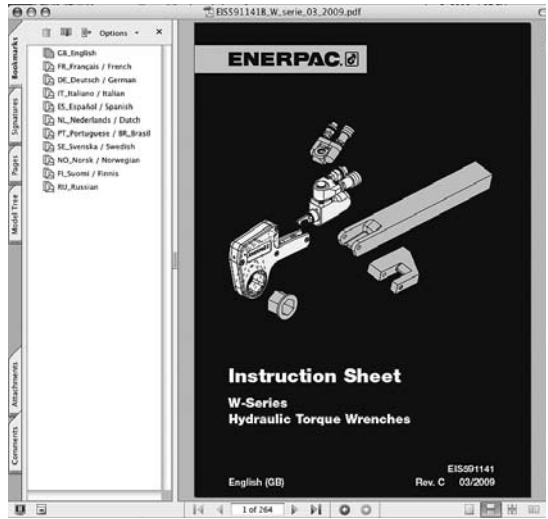 EIS591141B_W_serie_03_2009.pdf
Options
Bookmarks
Signatures
Pages
Model Tree
Attachments
Comments
GB_English
FR_Français / French
DE_Deutsch / German
IT_Italiano / Italian
ES_Español / Spanish
NL_Nederlands / Dutch
PT_Portuguese / BR_Brasil
SE_Svenska / Swedish
NO_Norsk / Norwegian
FI_Suomi / Finnis
RU_Russian
ENERPAC
Instruction Sheet
W-Series
Hydraulic Torque Wrenches
EIS591141
English (GB) Rev. C 03/2009
1 of 264